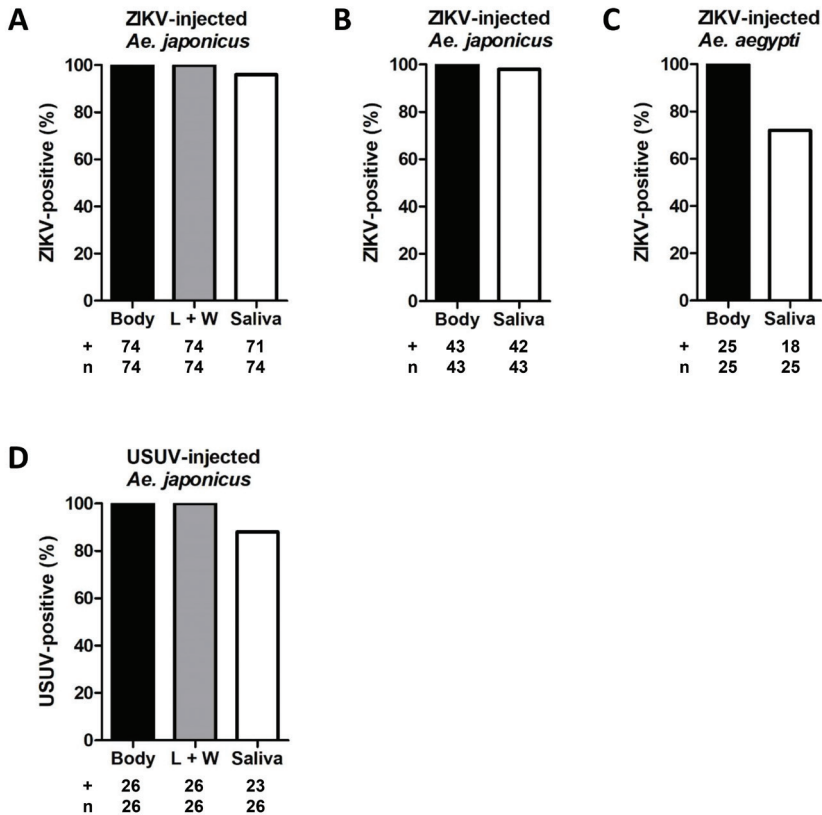 A
ZIKV-injected
Ae. japonicus
ZIKV-positive (%)
100
80
60
40
20
0
Body L + W Saliva
+ 74 74 71
n 74 74 74
B
ZIKV-injected
Ae. japonicus
ZIKV-positive (%)
100
80
60
40
20
0
Body Saliva
+ 43 42
n 43 43
C
ZIKV-injected
Ae. aegypti
ZIKV-positive (%)
100
80
60
40
20
0
Body Saliva
+ 25 18
n 25 25
D
USUV-injected
Ae. japonicus
USUV-positive (%)
100
80
60
40
20
0
Body L + W Saliva
+ 26 26 23
n 26 26 26